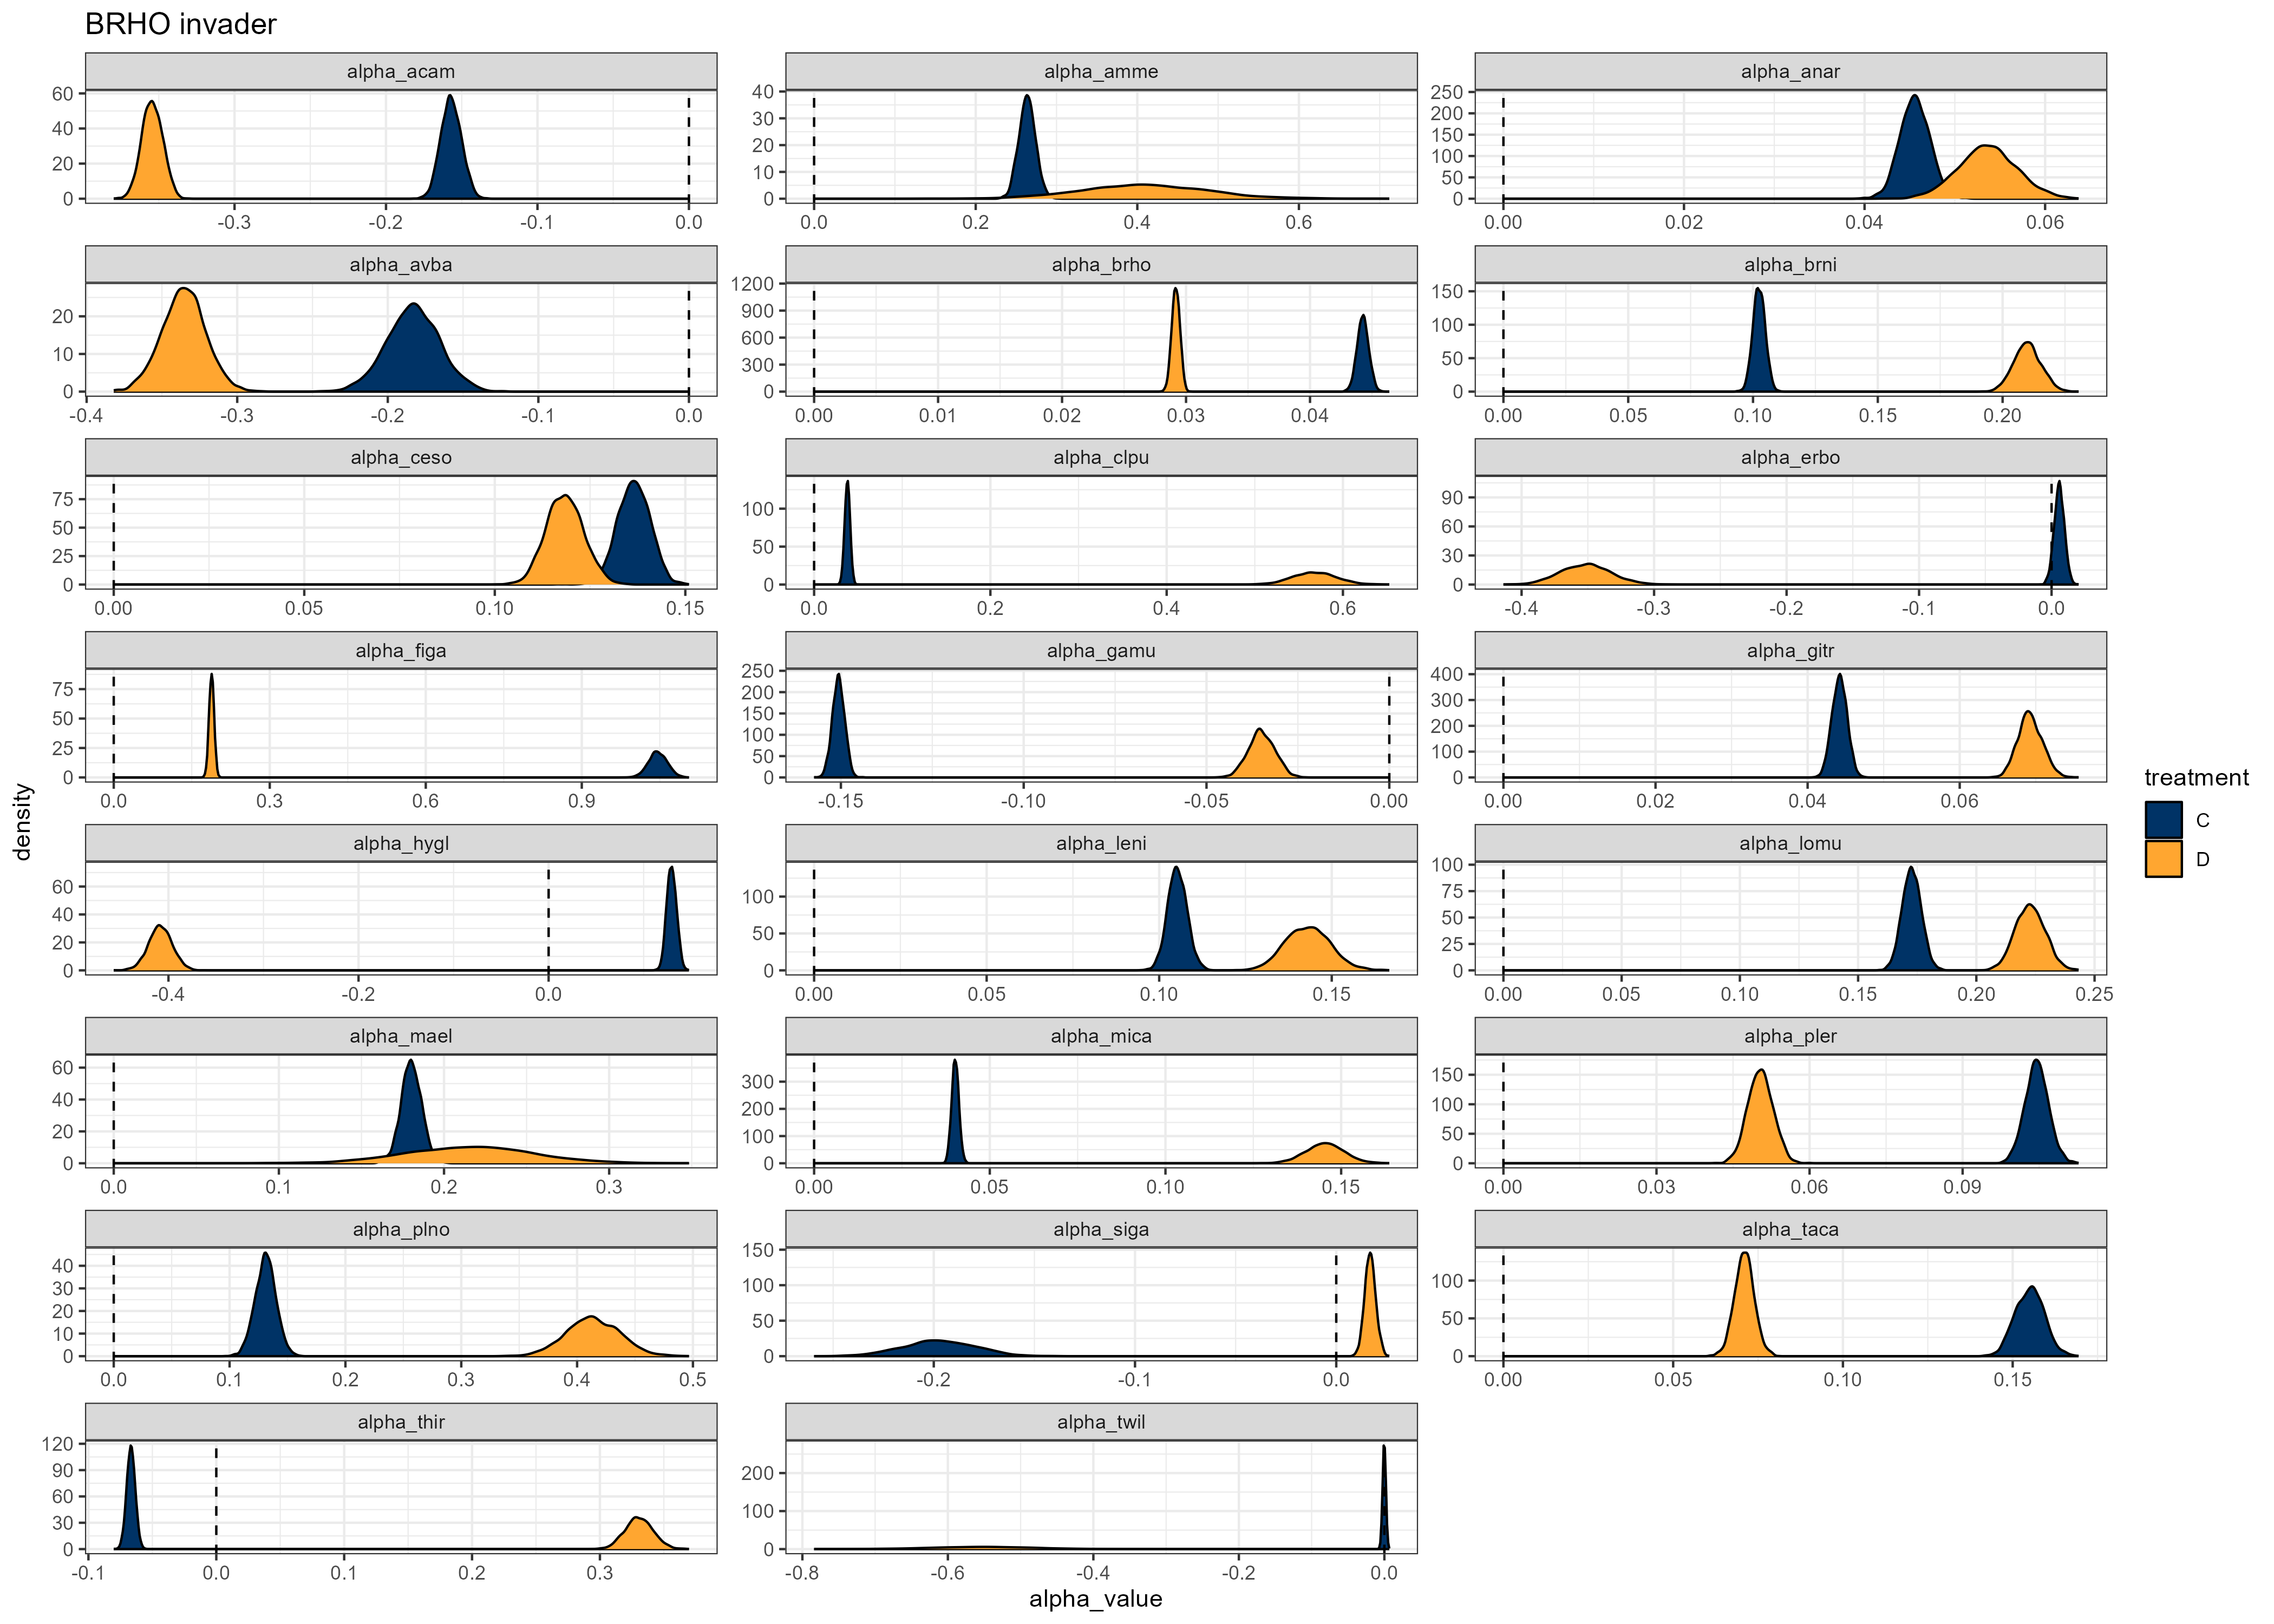 BRHO invader
alpha_acam
alpha_amme
alpha_anar
60
40
20
0
-0.3 -0.2 -0.1 0.0
40
30
20
10
0
0.0 0.2 0.4 0.6
250
200
150
100
50
0
0.00 0.02 0.04 0.06
alpha_avba
alpha_brho
alpha_brni
20
10
0
-0.4 -0.3 -0.2 -0.1 0.0
1200
900
600
300
0
0.00 0.01 0.02 0.03 0.04
150
100
50
0
0.00 0.05 0.10 0.15 0.20
alpha_ceso
alpha_clpu
alpha_erbo
75
50
25
0
0.00 0.05 0.10 0.15
100
50
0
0.0 0.2 0.4 0.6
90
60
30
0
-0.4 -0.3 -0.2 -0.1 0.0
alpha_figa
alpha_gamu
alpha_gitr
75
50
25
0
0.0 0.3 0.6 0.9
250
200
150
100
50
0
-0.15 -0.10 -0.05 0.00
400
300
200
100
0
0.00 0.02 0.04 0.06
alpha_hygl
alpha_leni
alpha_lomu
60
40
20
0
-0.4 -0.2 0.0
100
50
0
0.00 0.05 0.10 0.15
100
75
50
25
0
0.00 0.05 0.10 0.15 0.20 0.25
alpha_mael
alpha_mica
alpha_pler
60
40
20
0
0.0 0.1 0.2 0.3
300
200
100
0
0.00 0.05 0.10 0.15
150
100
50
0
0.00 0.03 0.06 0.09
alpha_plno
alpha_siga
alpha_taca
40
30
20
10
0
0.0 0.1 0.2 0.3 0.4 0.5
150
100
50
0
-0.2 -0.1 0.0
100
50
0
0.00 0.05 0.10 0.15
alpha_thir
alpha_twil
120
90
60
30
0
-0.1 0.0 0.1 0.2 0.3
200
100
0
-0.8 -0.6 -0.4 -0.2 0.0
alpha_value
density
treatment
C
D